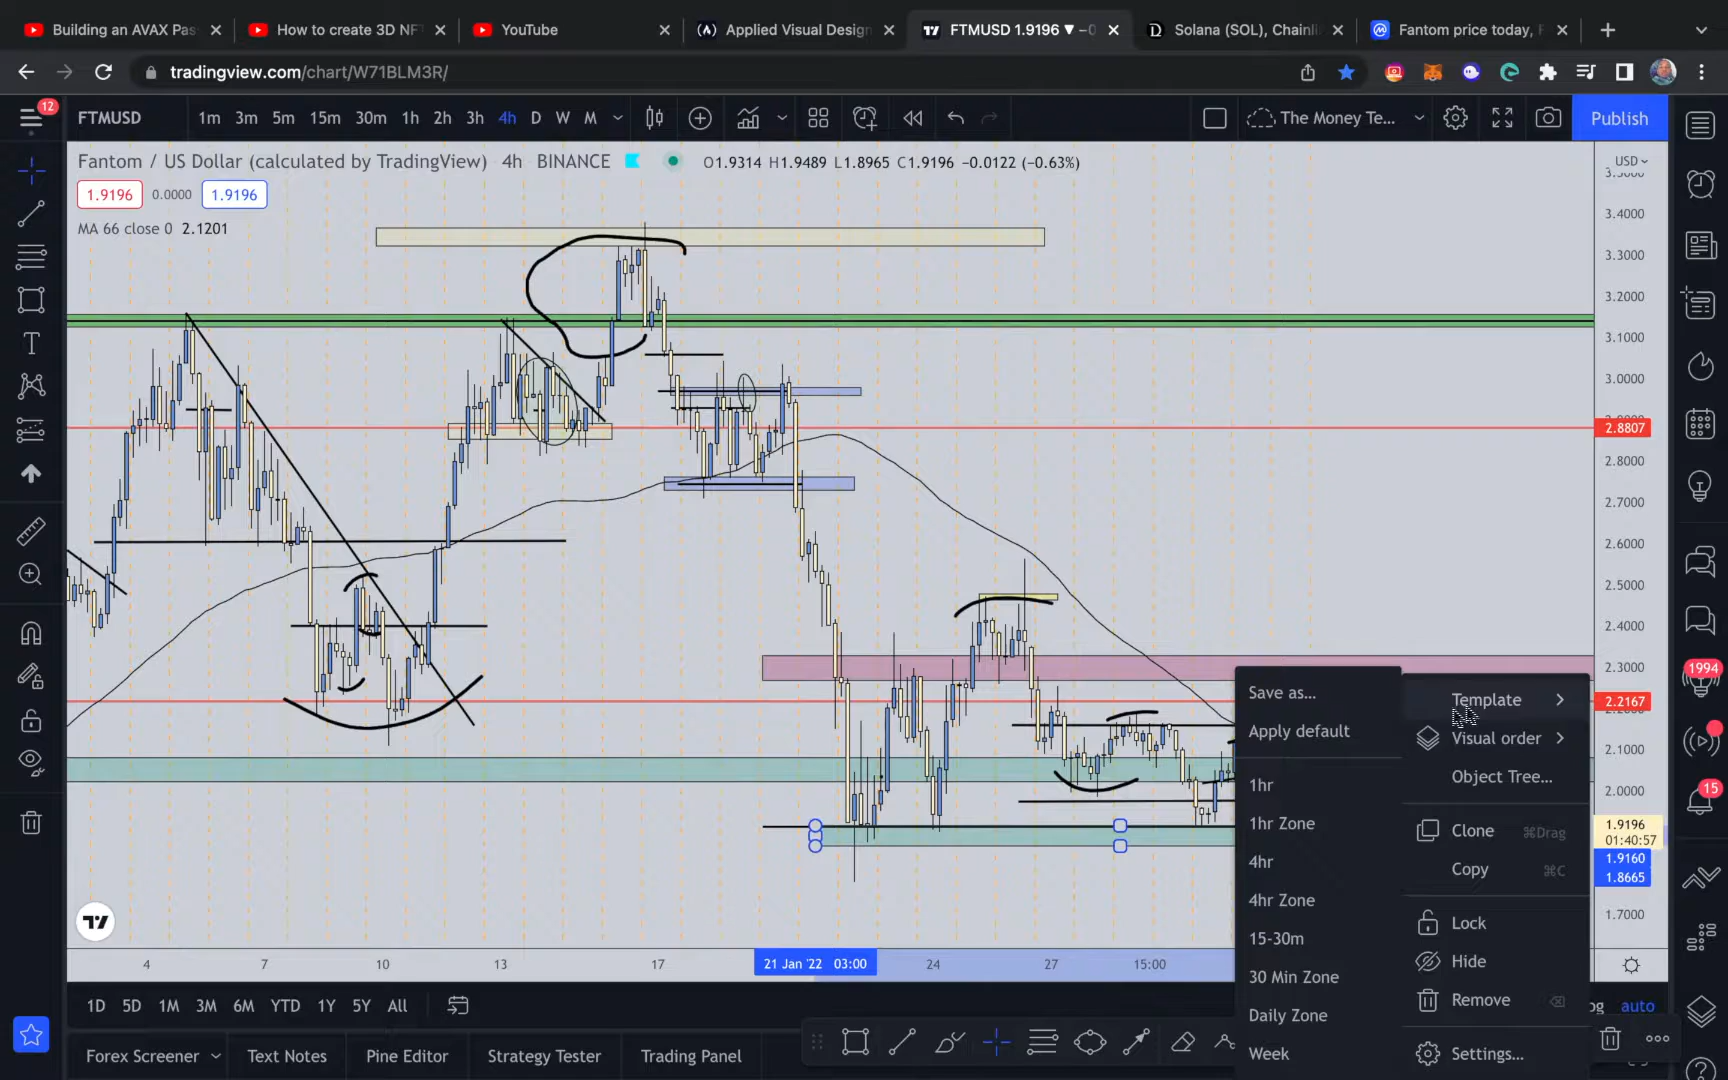 Building an AVAX Pas
How to create 3D NF
YouTube
Applied Visual Design
FTMUSD 1.9196 ▼ −0
Solana (SOL), Chainli
Fantom price today, F
tradingview.com/chart/W71BLM3R/
12
FTMUSD
1m 3m 5m 15m 30m 1h 2h 3h 4h D W M
The Money Te...
Publish
Fantom / US Dollar (calculated by TradingView) 4h BINANCE O1.9314 H1.9489 L1.8965 C1.9196 −0.0122 (−0.63%)
USD
1.9196 0.0000 1.9196
MA 66 close 0 2.1201
3.4000
3.3000
3.2000
3.1000
3.0000
2.8807
2.8000
2.7000
2.6000
2.5000
2.4000
2.3000
2.2167
2.1000
2.0000
1.9196
01:40:57
1.9160
1.8665
1.7000
1994
15
Save as...
Apply default
1hr
1hr Zone
4hr
4hr Zone
15-30m
30 Min Zone
Daily Zone
Week
Template
Visual order
Object Tree...
Clone ⌘Drag
Copy ⌘C
Lock
Hide
Remove
Settings...
4 7 10 13 17 21 Jan '22 03:00 24 27 15:00
1D 5D 1M 3M 6M YTD 1Y 5Y All
og auto
Forex Screener Text Notes Pine Editor Strategy Tester Trading Panel